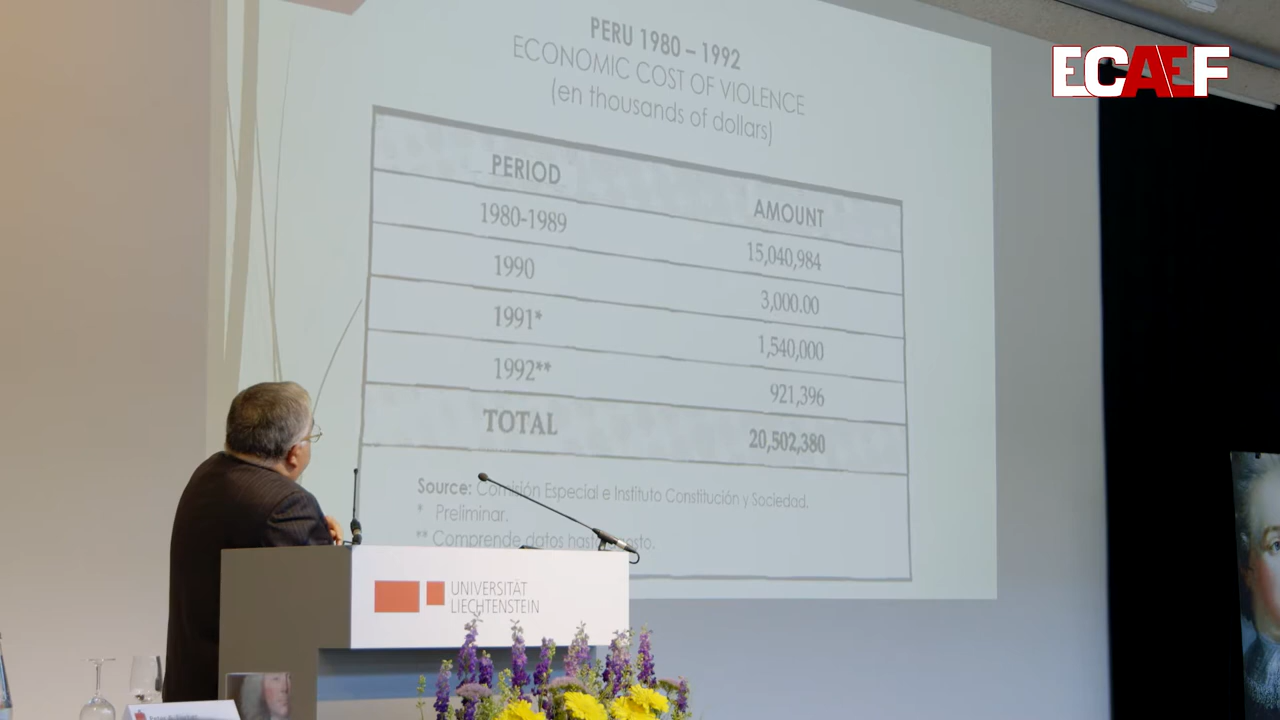 ECAEF
PERU 1980 – 1992
ECONOMIC COST OF VIOLENCE
(en thousands of dollars)
PERIOD AMOUNT
1980-1989 15,040,984
1990 3,000.00
1991* 1,540,000
1992** 921,396
TOTAL 20,502,380
Source: Comisión Especial e Instituto Constitución y Sociedad.
* Preliminar.
** Comprende datos hasta
UNIVERSITÄT
LIECHTENSTEIN